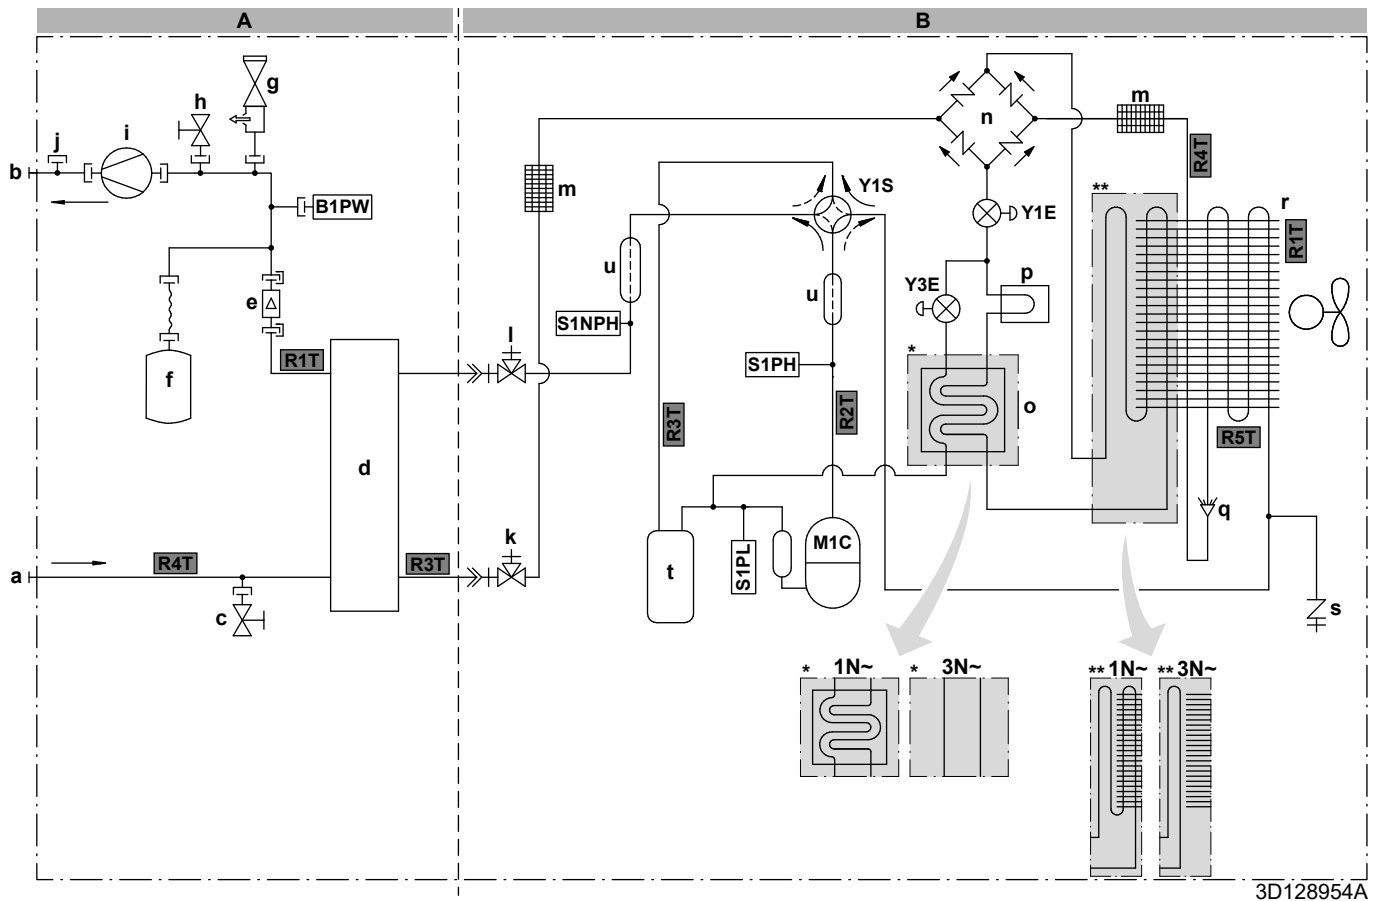 A B
g
h
j i
b
B1PW
e
f
R1T
d
a
R4T
R3T
c
m
n
m
R4T
Y1S
**
r
R1T
Y1E
u
u
Y3E
p
S1NPH
l
*
S1PH
o
R3T
R2T
R5T
q
k
M1C
t
S1PL
s
* 1N~ * 3N~
** 1N~ ** 3N~
3D128954A